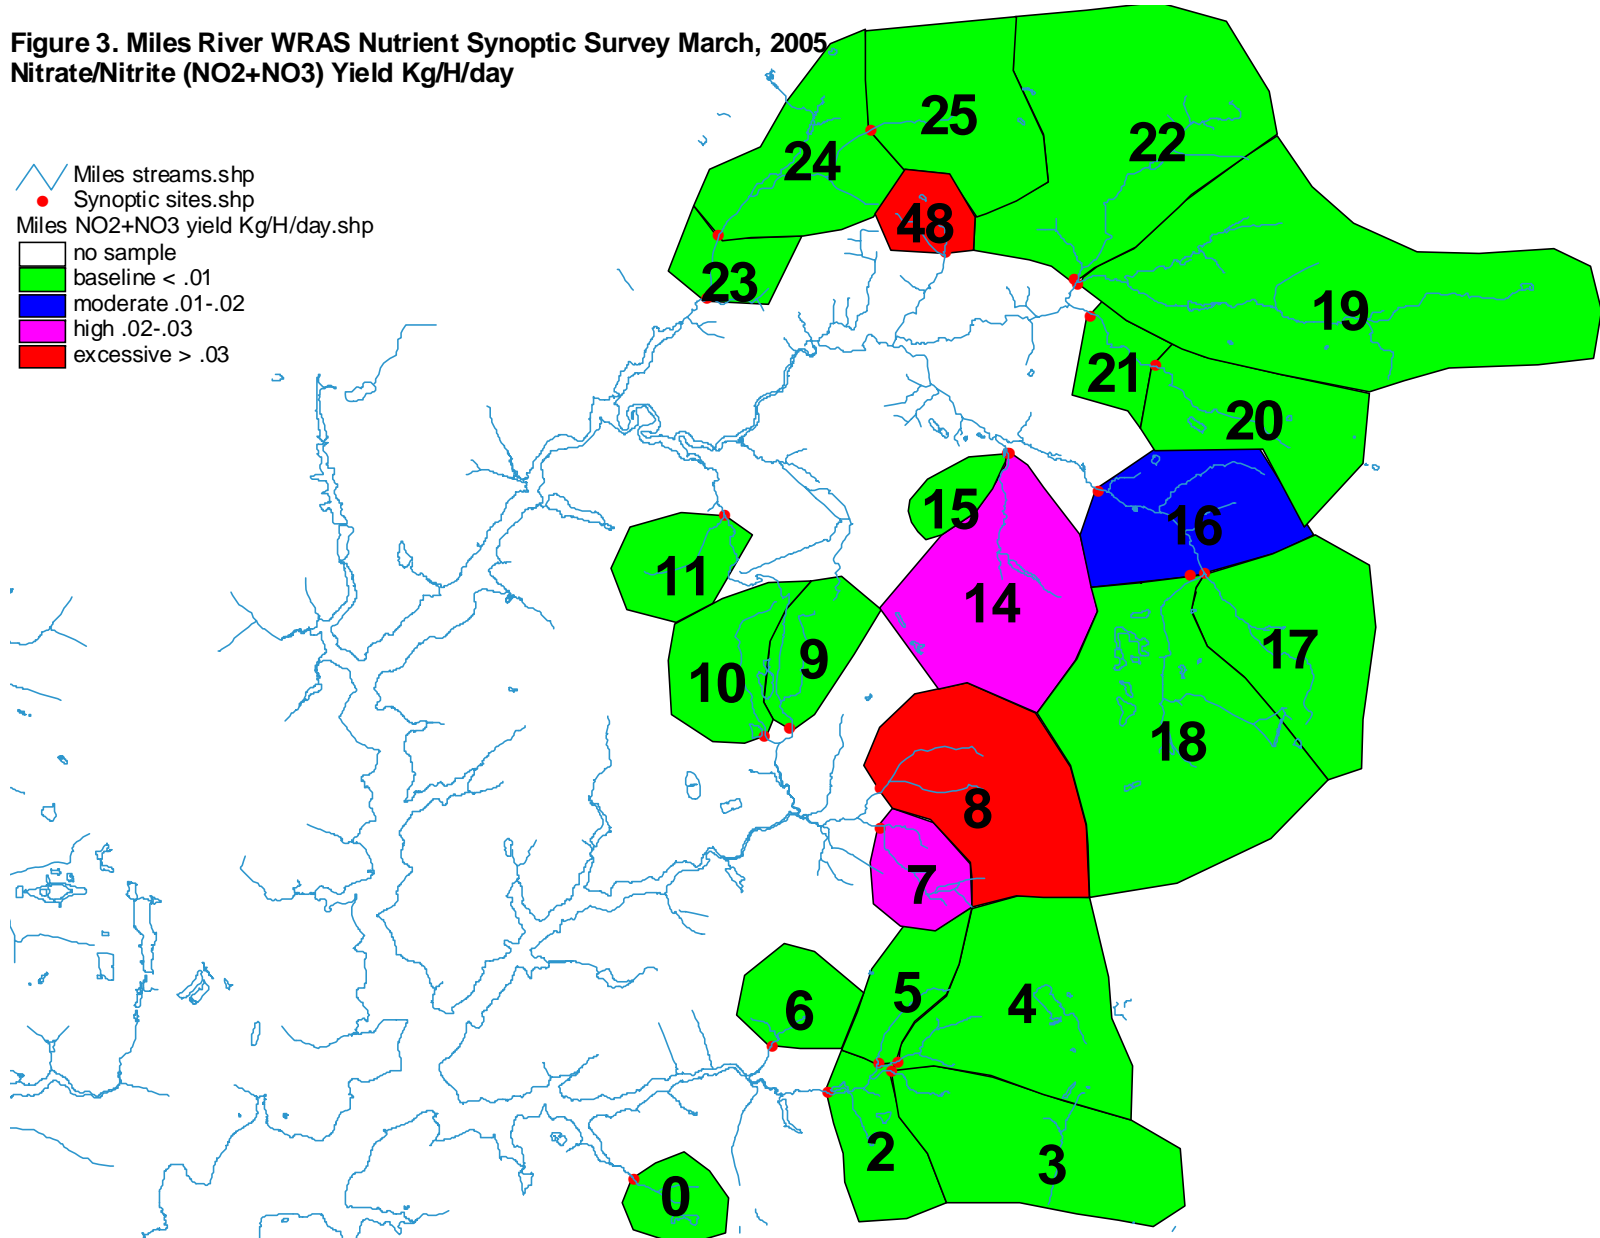 Figure 3. Miles River WRAS Nutrient Synoptic Survey March, 2005
Nitrate/Nitrite (NO2+NO3) Yield Kg/H/day
Miles streams.shp
Synoptic sites.shp
Miles NO2+NO3 yield Kg/H/day.shp
no sample
baseline < .01
moderate .01-.02
high .02-.03
excessive > .03
25
22
24
48
23
19
21
20
15
16
11
14
17
9
10
18
8
7
5
4
6
2
3
0